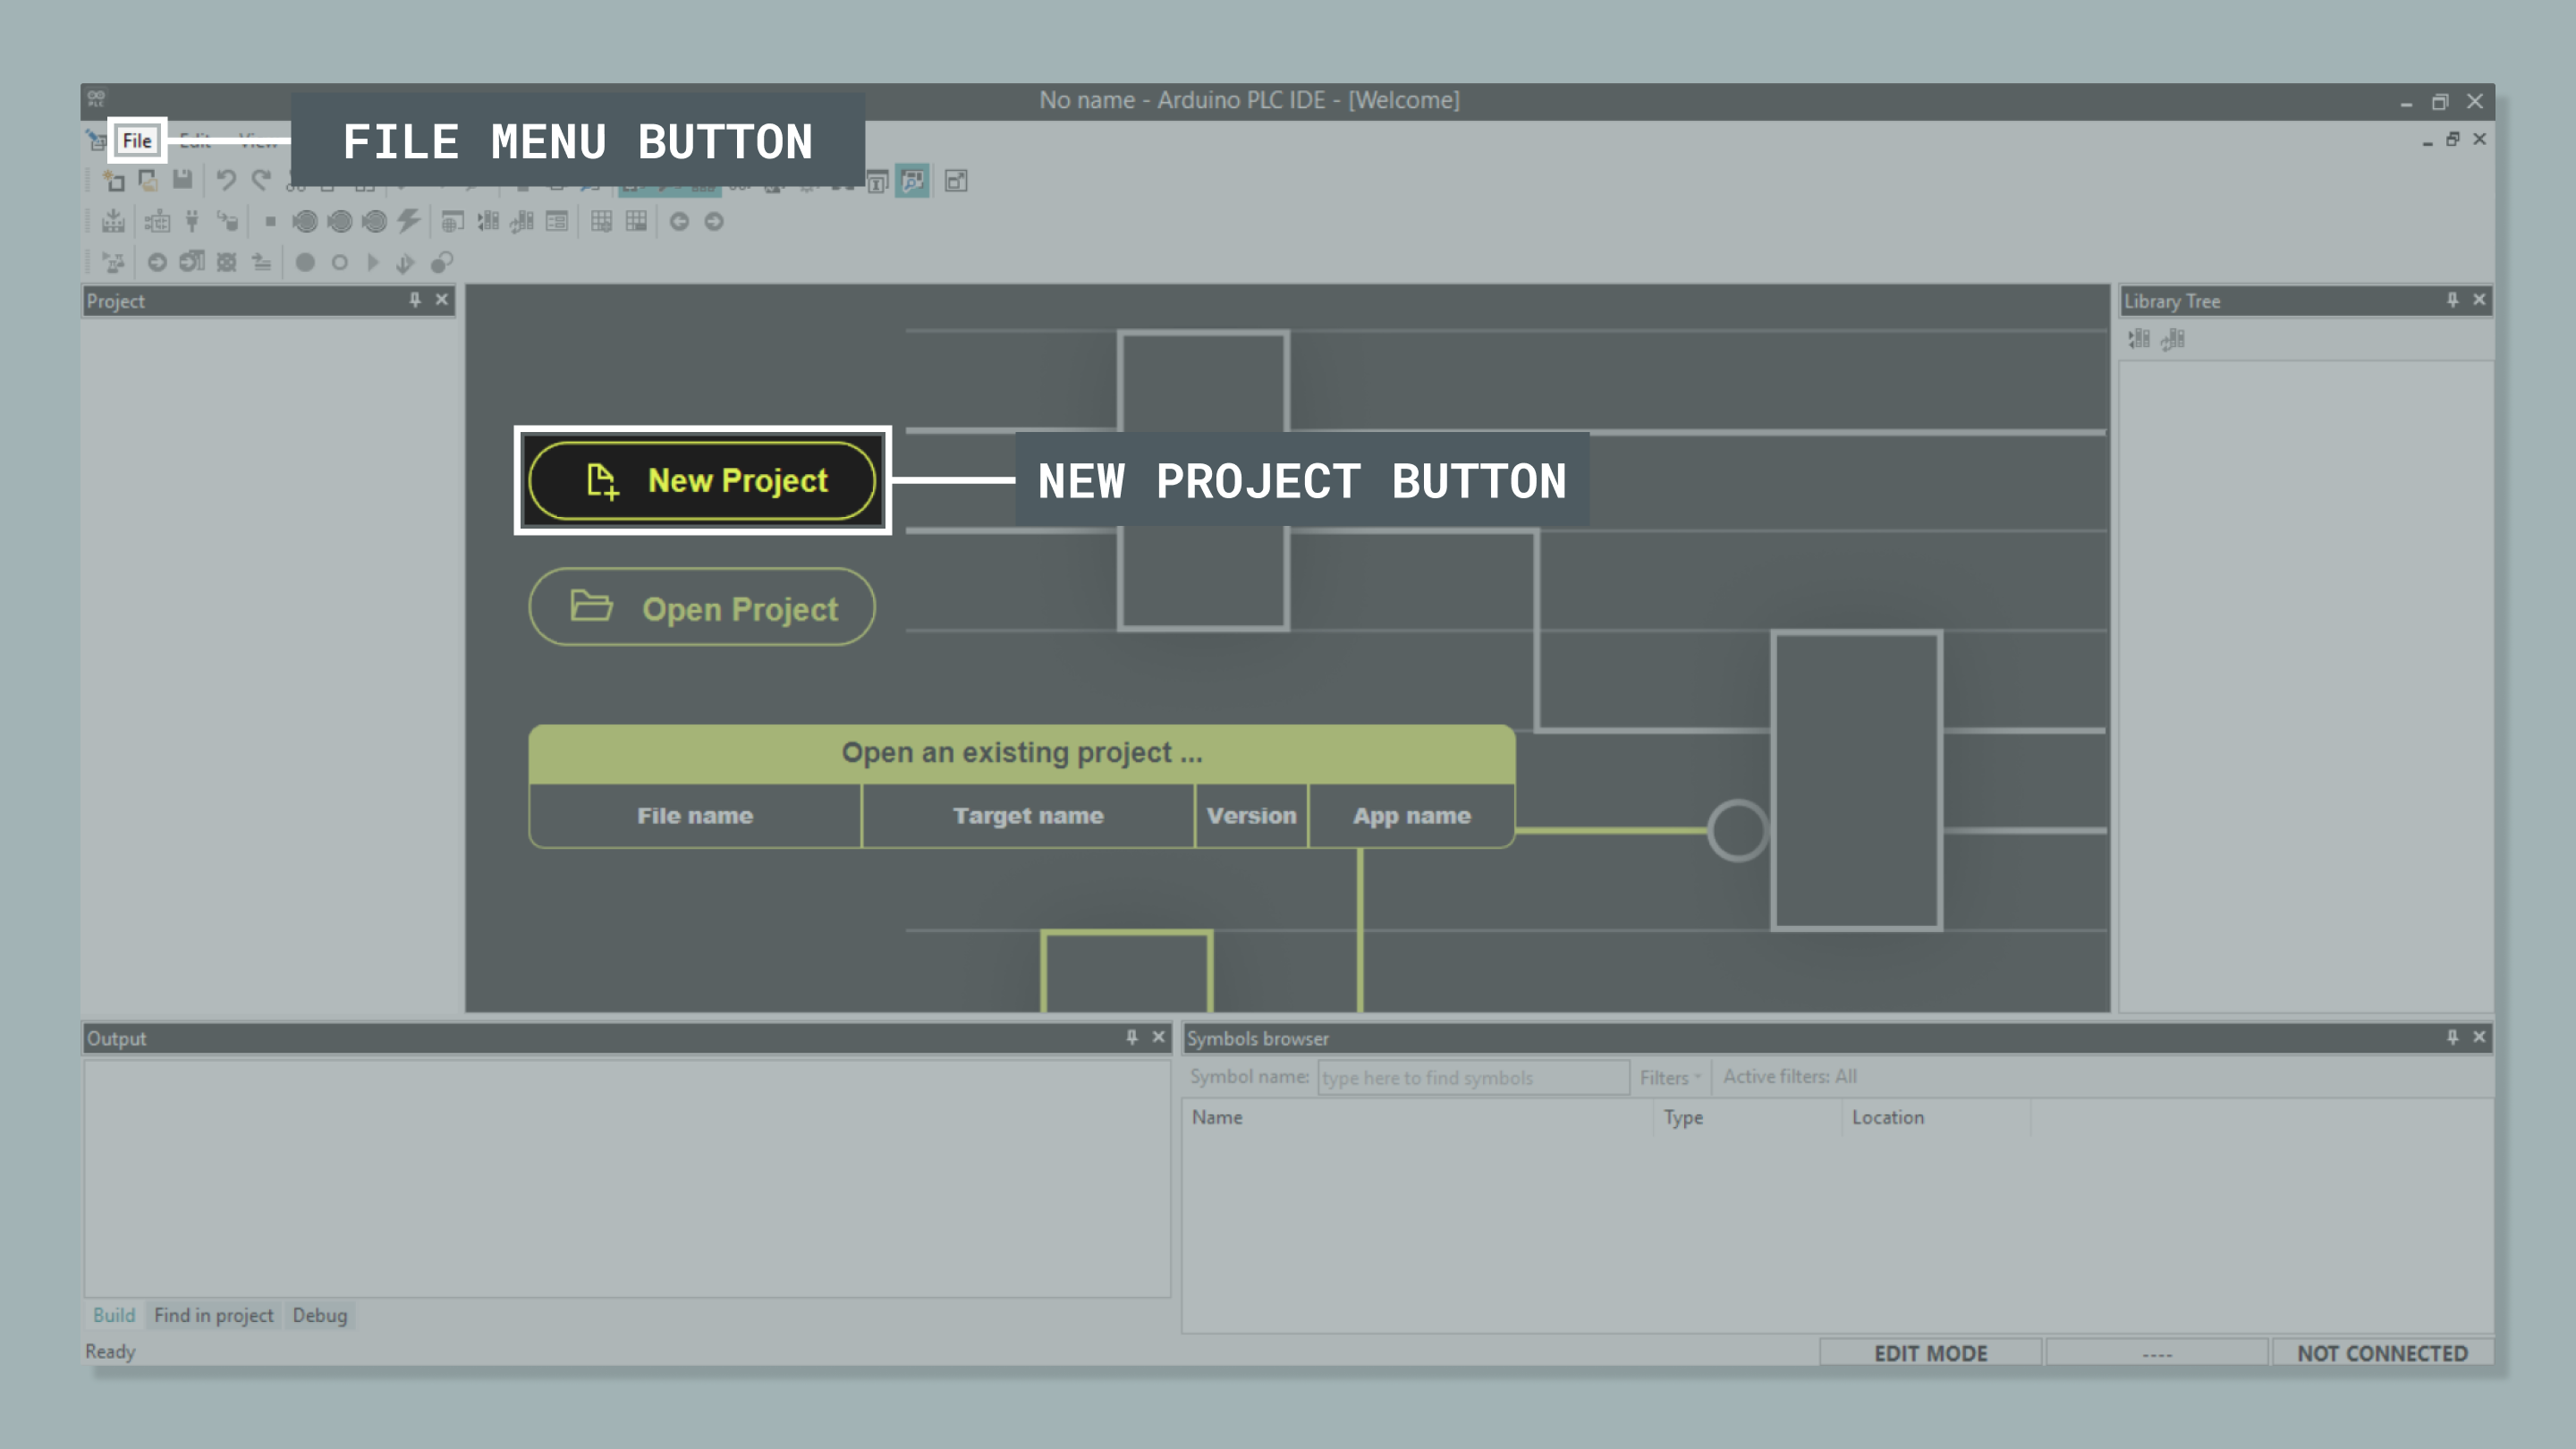 No name - Arduino PLC IDE - [Welcome]
File Edit View
FILE MENU BUTTON
Project
Library Tree
New Project
NEW PROJECT BUTTON
Open Project
Open an existing project ...
File name Target name Version App name
Output
Symbols browser
Symbol name: type here to find symbols Filters Active filters: All
Name Type Location
Build Find in project Debug
Ready
EDIT MODE ---- NOT CONNECTED